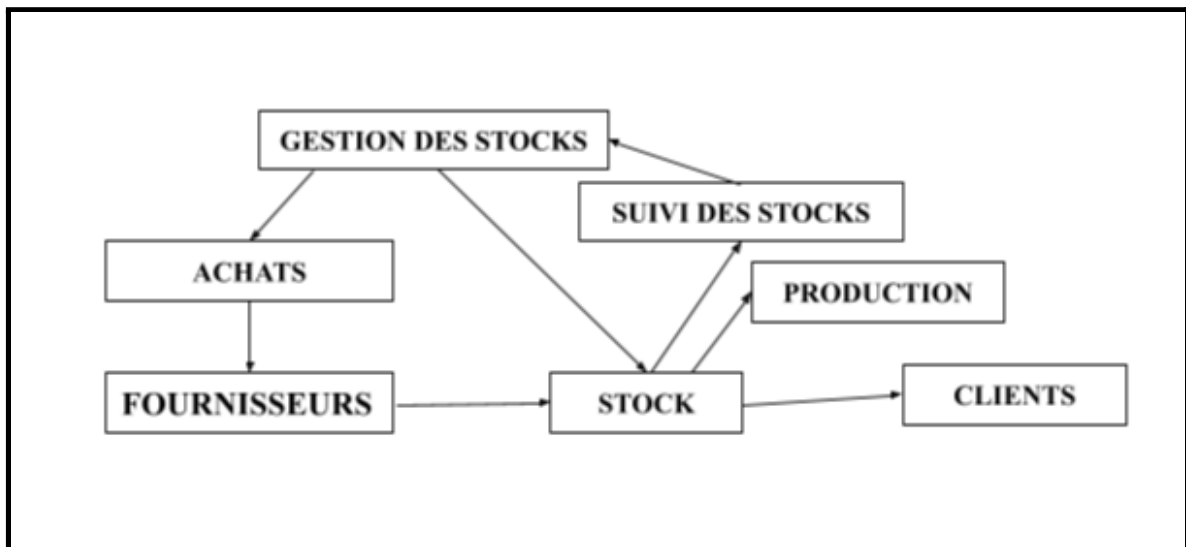 GESTION DES STOCKS
SUIVI DES STOCKS
ACHATS
PRODUCTION
FOURNISSEURS
STOCK
CLIENTS